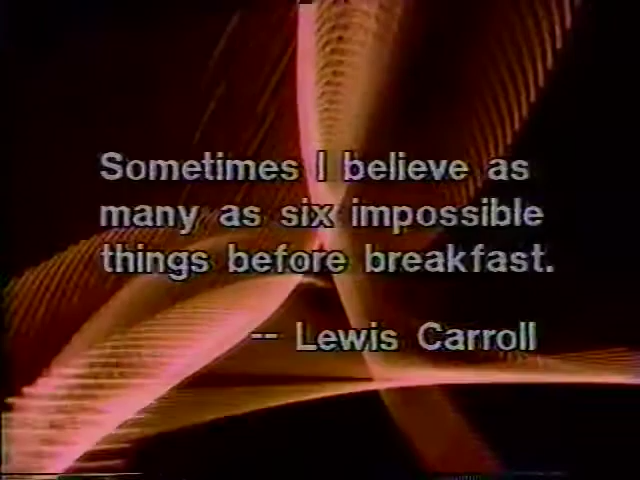 Sometimes I believe as
many as six impossible
things before breakfast.
-- Lewis Carroll